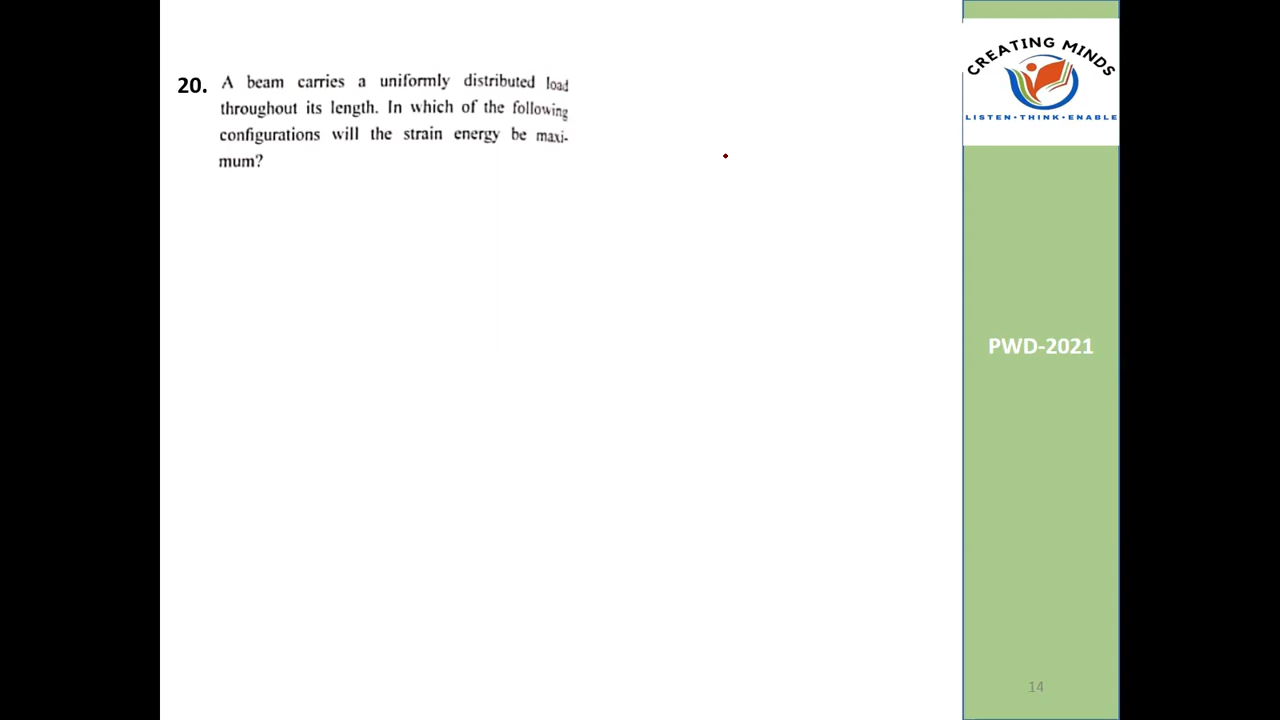 20. A beam carries a uniformly distributed load
throughout its length. In which of the following
configurations will the strain energy be maxi-
mum?
CREATING MINDS
LISTEN•THINK•ENABLE
PWD-2021
14